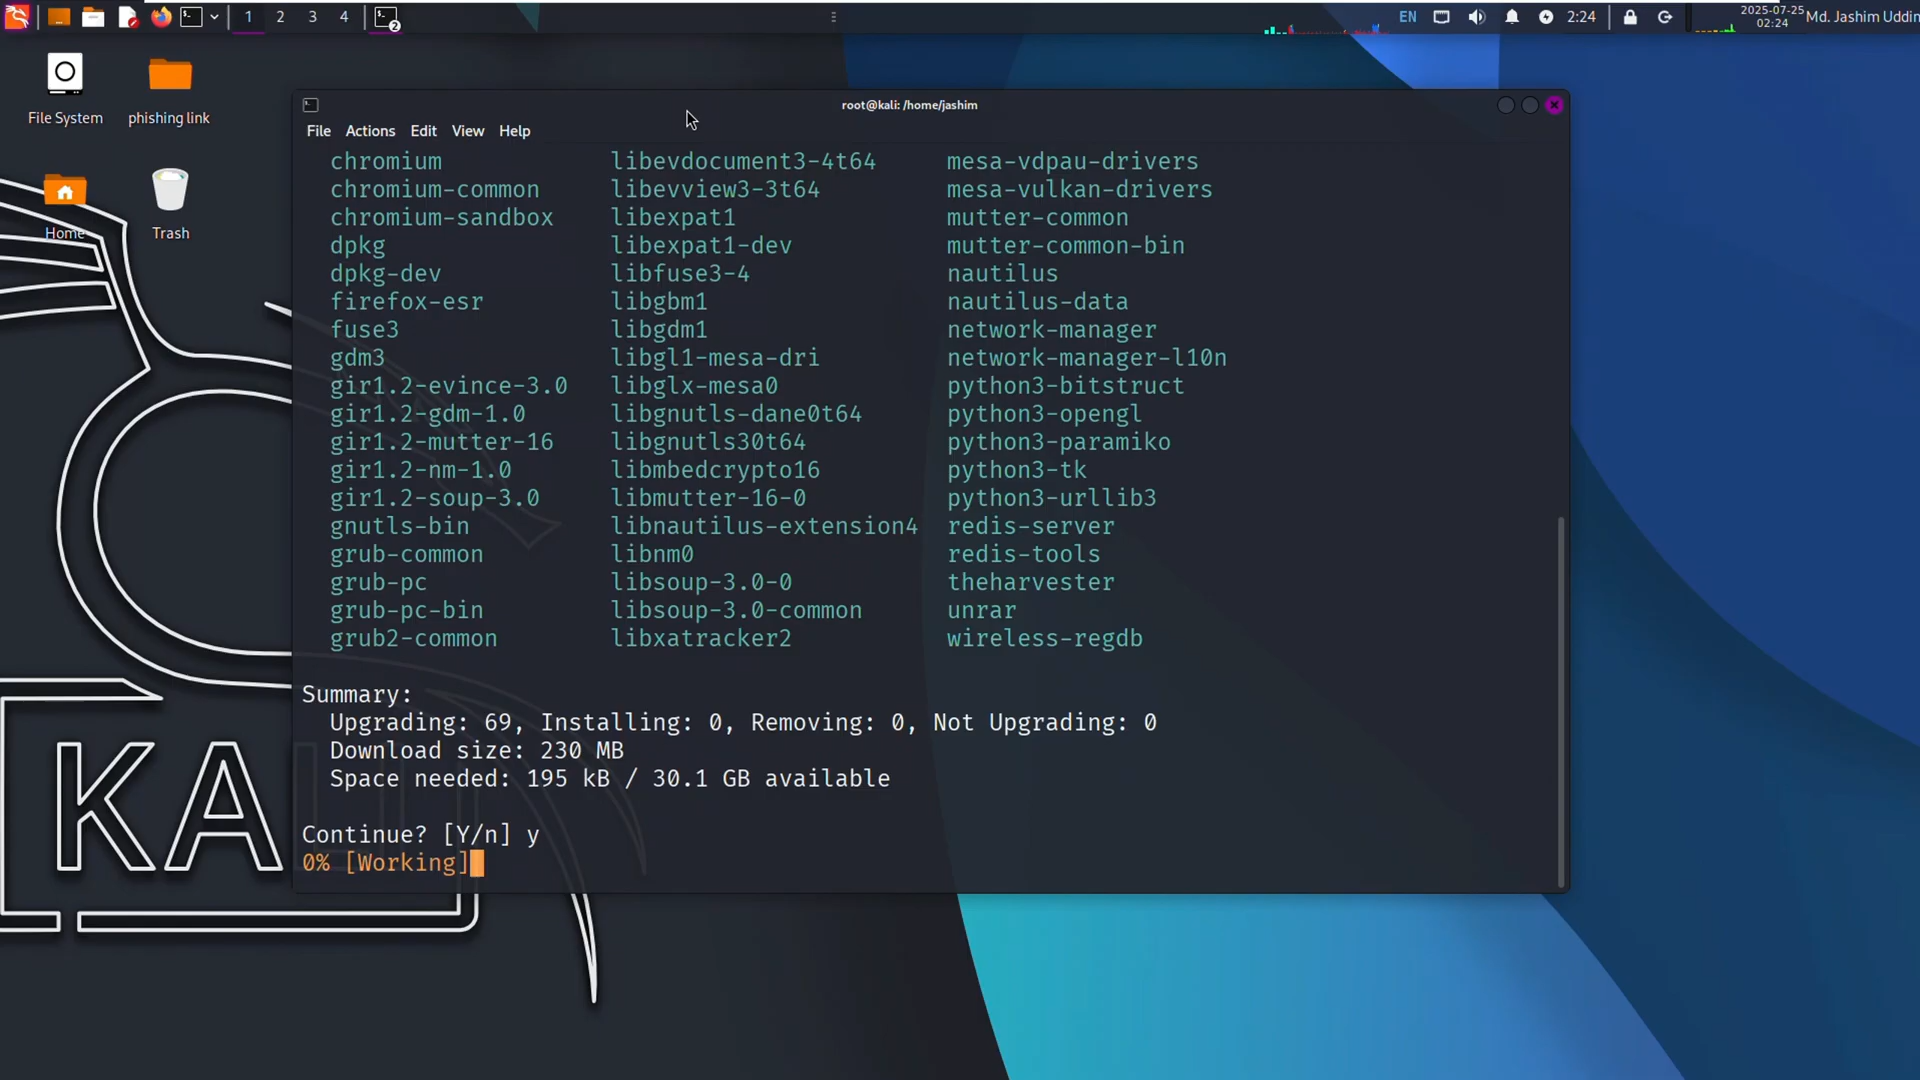 1 2 3 4 2 EN 2:24 2025-07-25 02:24 Md. Jashim Uddin
File System phishing link
Home Trash
root@kali: /home/jashim
File Actions Edit View Help
chromium libevdocument3-4t64 mesa-vdpau-drivers
chromium-common libevview3-3t64 mesa-vulkan-drivers
chromium-sandbox libexpat1 mutter-common
dpkg libexpat1-dev mutter-common-bin
dpkg-dev libfuse3-4 nautilus
firefox-esr libgbm1 nautilus-data
fuse3 libgdm1 network-manager
gdm3 libgl1-mesa-dri network-manager-l10n
gir1.2-evince-3.0 libglx-mesa0 python3-bitstruct
gir1.2-gdm-1.0 libgnutls-dane0t64 python3-opengl
gir1.2-mutter-16 libgnutls30t64 python3-paramiko
gir1.2-nm-1.0 libmbedcrypto16 python3-tk
gir1.2-soup-3.0 libmutter-16-0 python3-urllib3
gnutls-bin libnautilus-extension4 redis-server
grub-common libnm0 redis-tools
grub-pc libsoup-3.0-0 theharvester
grub-pc-bin libsoup-3.0-common unrar
grub2-common libxatracker2 wireless-regdb
Summary:
Upgrading: 69, Installing: 0, Removing: 0, Not Upgrading: 0
Download size: 230 MB
Space needed: 195 kB / 30.1 GB available
Continue? [Y/n] y
0% [Working]
KALI